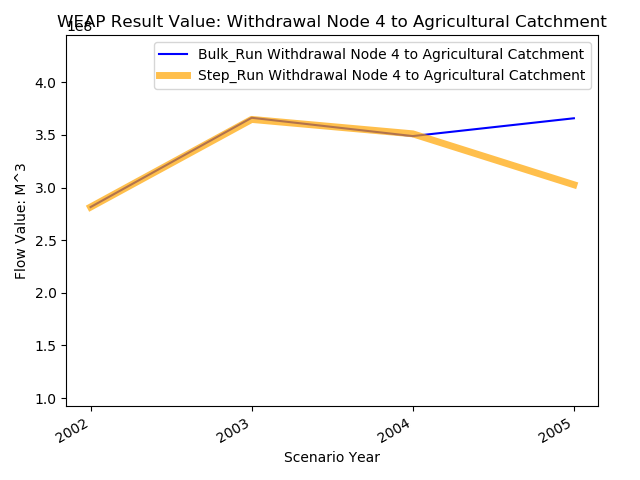 WEAP Result Value: Withdrawal Node 4 to Agricultural Catchment
1e8
Bulk_Run Withdrawal Node 4 to Agricultural Catchment
Step_Run Withdrawal Node 4 to Agricultural Catchment
4.0
3.5
3.0
2.5
2.0
1.5
1.0
Flow Value: M^3
2002
2003
2004
2005
Scenario Year